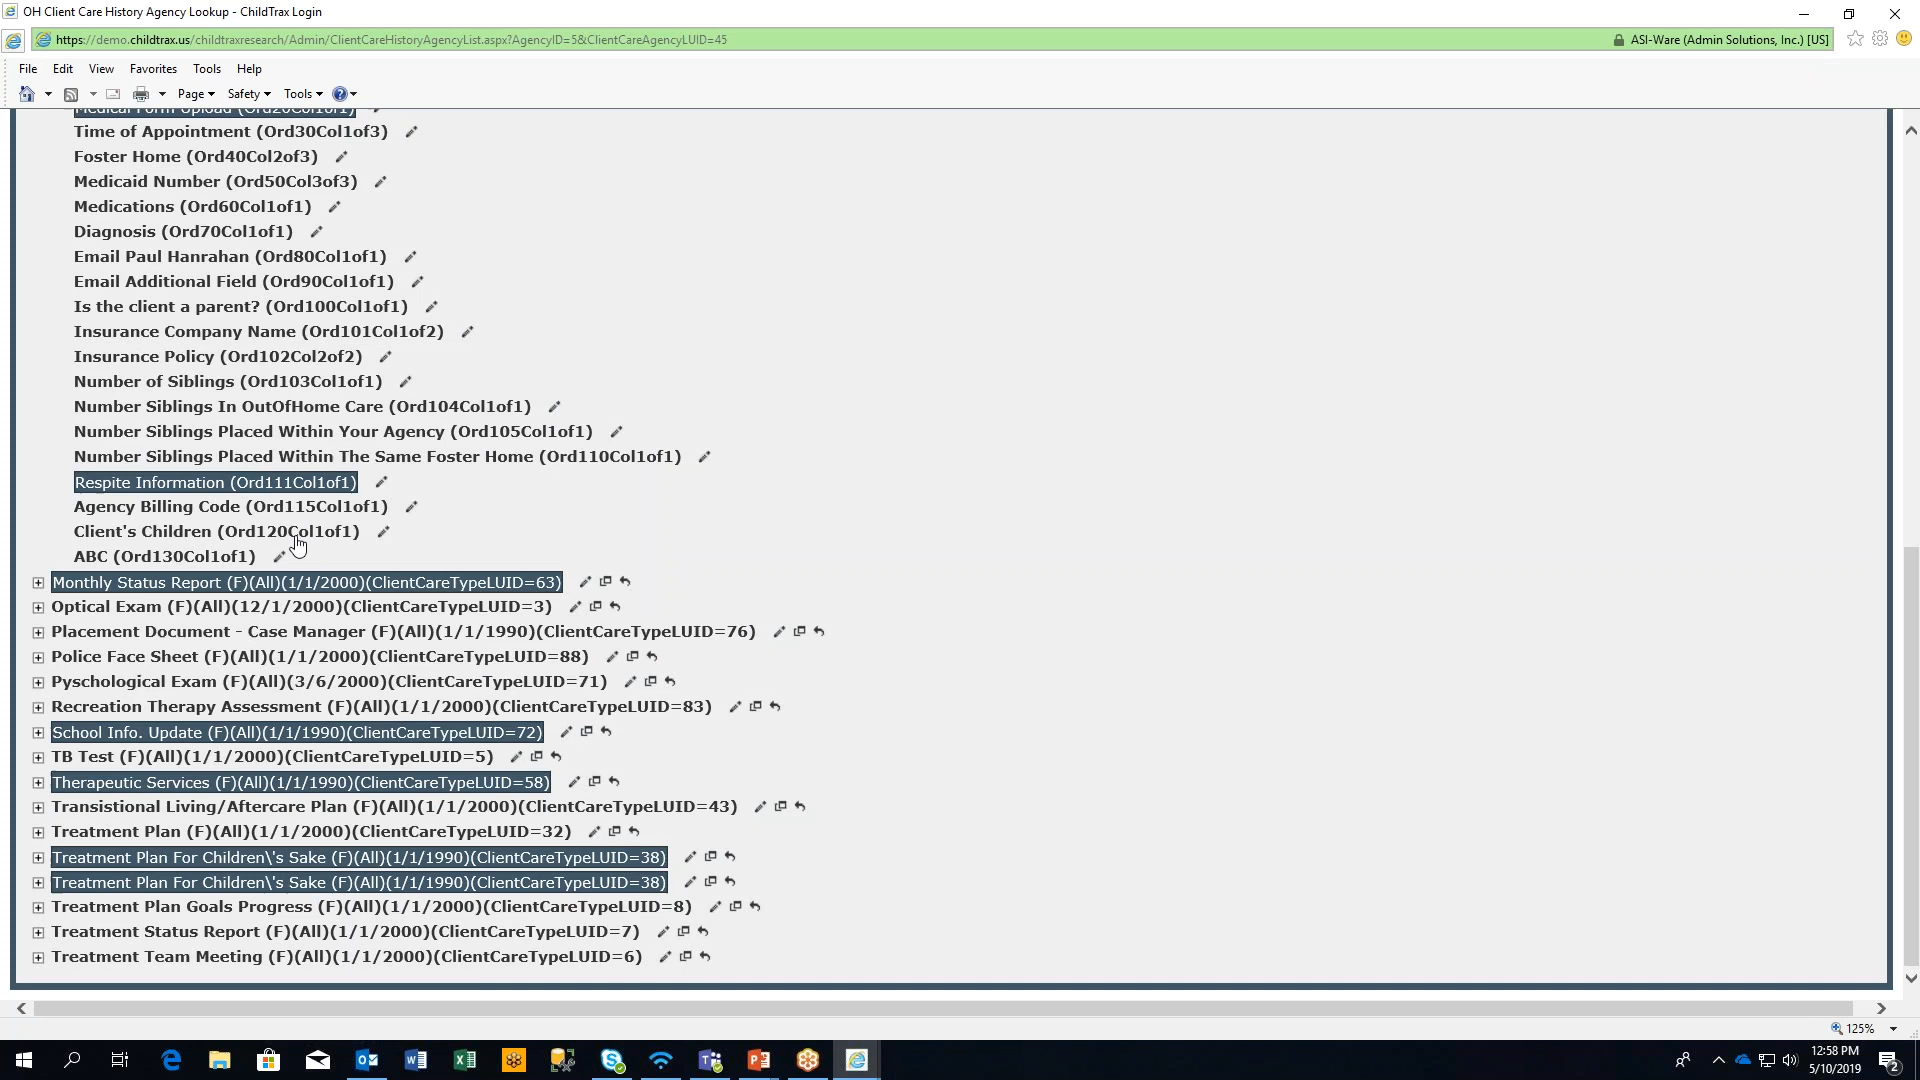 OH Client Care History Agency Lookup - ChildTrax Login
https://demo.childtrax.us/childtraxresearch/Admin/ClientCareHistoryAgencyList.aspx?AgencyID=5&ClientCareAgencyLUID=45
ASI-Ware (Admin Solutions, Inc.) [US]
File Edit View Favorites Tools Help
Page Safety Tools
Medical Form Upload (Ord20Col1of1)
Time of Appointment (Ord30Col1of3)
Foster Home (Ord40Col2of3)
Medicaid Number (Ord50Col3of3)
Medications (Ord60Col1of1)
Diagnosis (Ord70Col1of1)
Email Paul Hanrahan (Ord80Col1of1)
Email Additional Field (Ord90Col1of1)
Is the client a parent? (Ord100Col1of1)
Insurance Company Name (Ord101Col1of2)
Insurance Policy (Ord102Col2of2)
Number of Siblings (Ord103Col1of1)
Number Siblings In OutOfHome Care (Ord104Col1of1)
Number Siblings Placed Within Your Agency (Ord105Col1of1)
Number Siblings Placed Within The Same Foster Home (Ord110Col1of1)
Respite Information (Ord111Col1of1)
Agency Billing Code (Ord115Col1of1)
Client's Children (Ord120Col1of1)
ABC (Ord130Col1of1)
Monthly Status Report (F)(All)(1/1/2000)(ClientCareTypeLUID=63)
Optical Exam (F)(All)(12/1/2000)(ClientCareTypeLUID=3)
Placement Document - Case Manager (F)(All)(1/1/1990)(ClientCareTypeLUID=76)
Police Face Sheet (F)(All)(1/1/2000)(ClientCareTypeLUID=88)
Pyschological Exam (F)(All)(3/6/2000)(ClientCareTypeLUID=71)
Recreation Therapy Assessment (F)(All)(1/1/2000)(ClientCareTypeLUID=83)
School Info. Update (F)(All)(1/1/1990)(ClientCareTypeLUID=72)
TB Test (F)(All)(1/1/2000)(ClientCareTypeLUID=5)
Therapeutic Services (F)(All)(1/1/1990)(ClientCareTypeLUID=58)
Transistional Living/Aftercare Plan (F)(All)(1/1/2000)(ClientCareTypeLUID=43)
Treatment Plan (F)(All)(1/1/2000)(ClientCareTypeLUID=32)
Treatment Plan For Children\'s Sake (F)(All)(1/1/1990)(ClientCareTypeLUID=38)
Treatment Plan For Children\'s Sake (F)(All)(1/1/1990)(ClientCareTypeLUID=38)
Treatment Plan Goals Progress (F)(All)(1/1/2000)(ClientCareTypeLUID=8)
Treatment Status Report (F)(All)(1/1/2000)(ClientCareTypeLUID=7)
Treatment Team Meeting (F)(All)(1/1/2000)(ClientCareTypeLUID=6)
125%
12:58 PM
5/10/2019
2